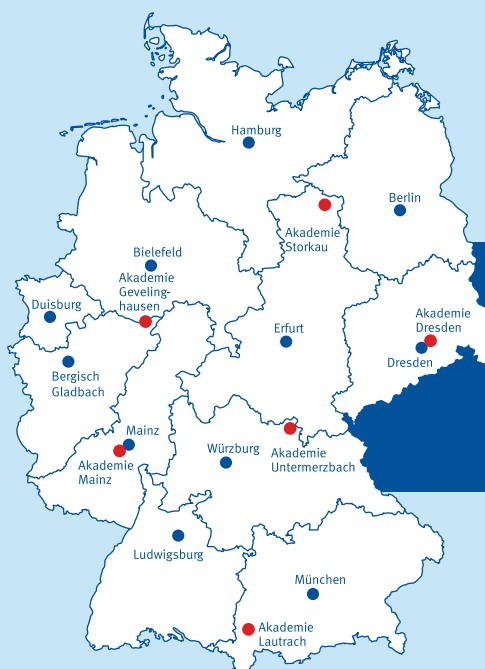 Hamburg
Berlin
Akademie
Storkau
Bielefeld
Akademie
Geveling-
hausen
Duisburg
Akademie
Dresden
Erfurt
Dresden
Bergisch
Gladbach
Mainz
Akademie
Mainz
Würzburg
Akademie
Untermerzbach
Ludwigsburg
München
Akademie
Lautrach